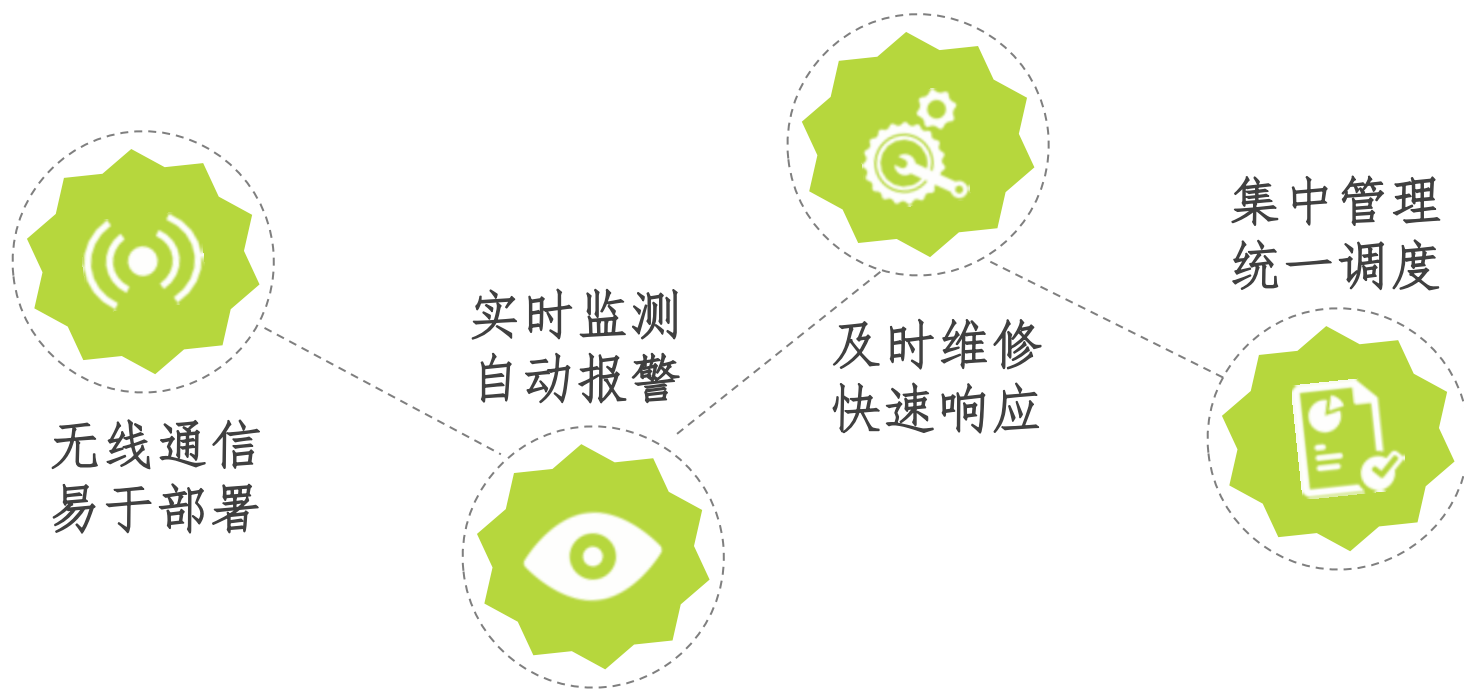 无线通信
易于部署
实时监测
自动报警
及时维修
快速响应
集中管理
统一调度